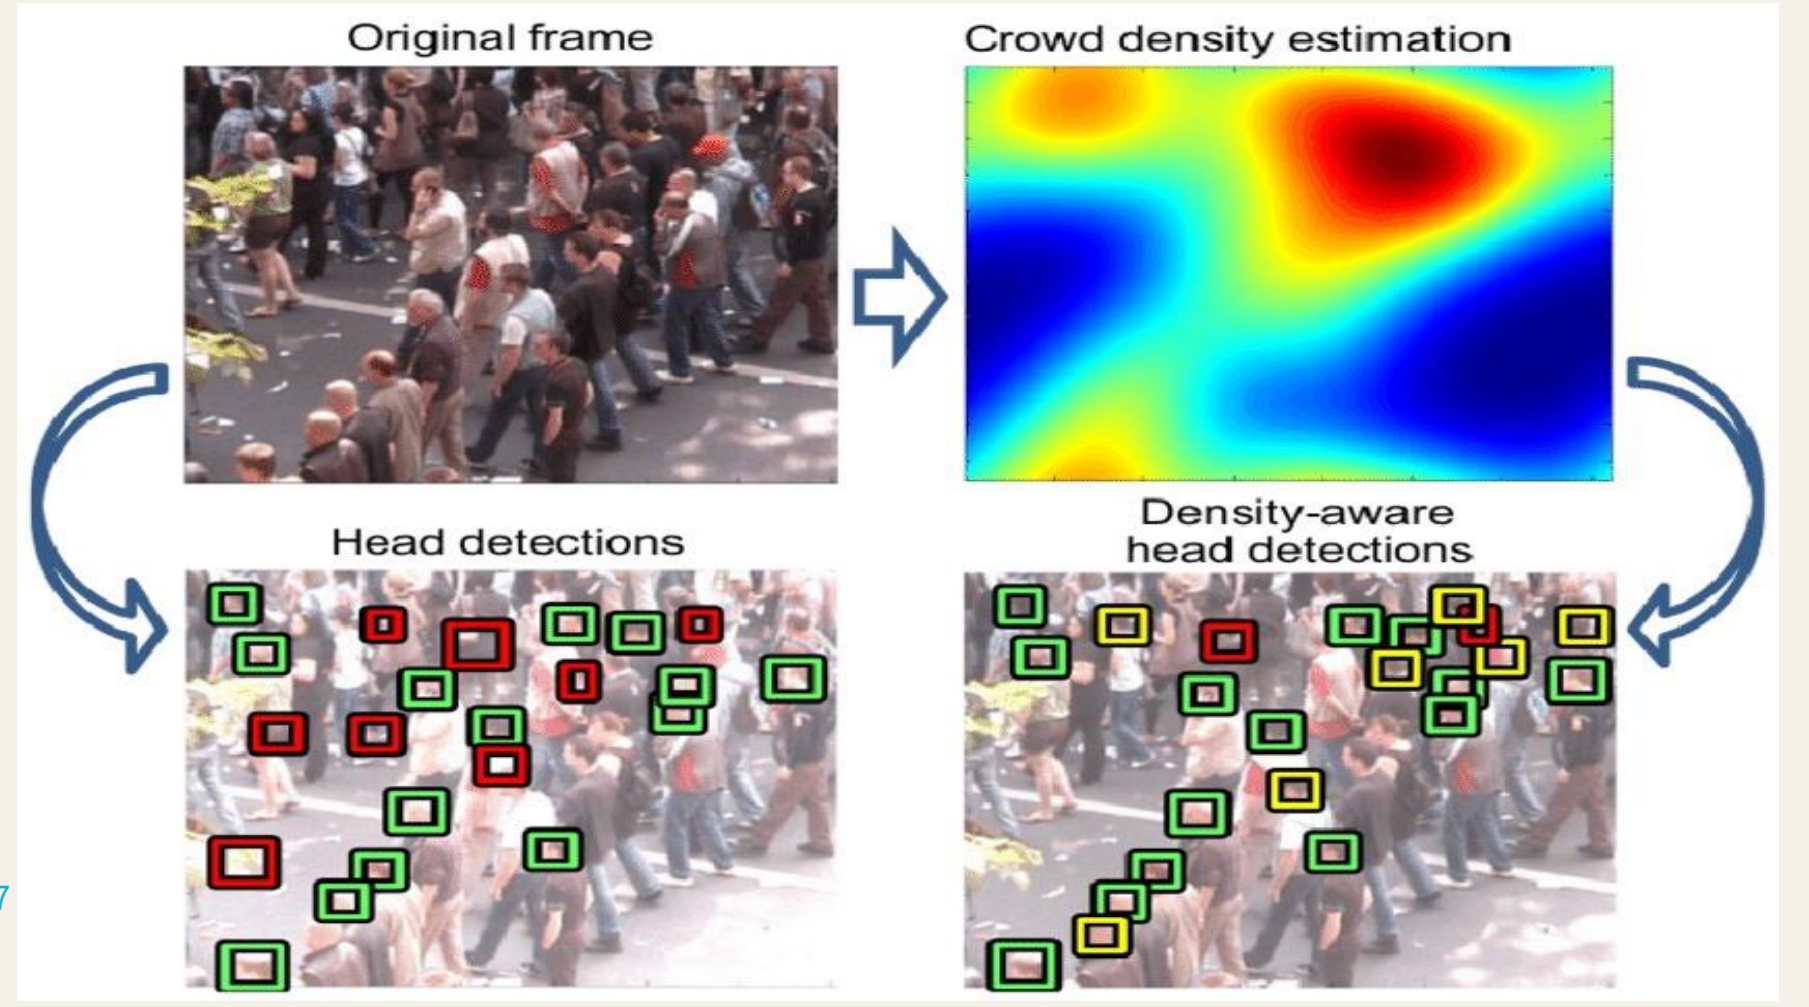 Original frame
Crowd density estimation
Head detections
Density-aware
head detections
7